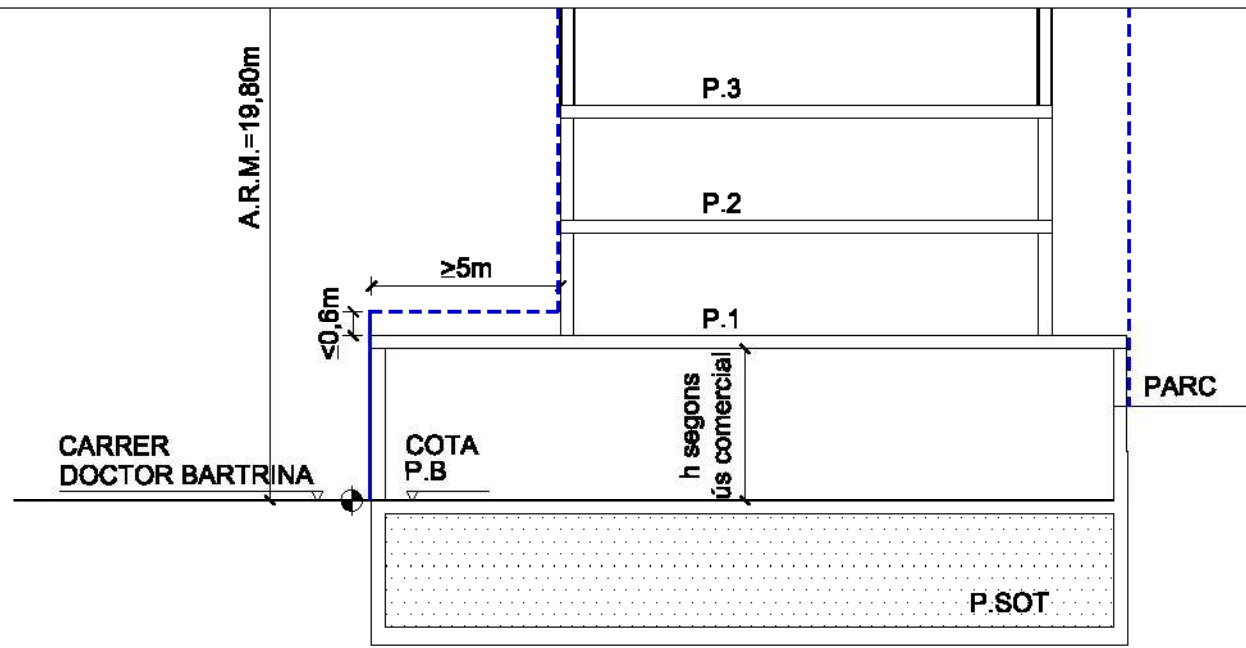 A.R.M.=19,80m
P.3
P.2
≥5m
≤0,6m
P.1
h segons
ús comercial
PARC
CARRER
DOCTOR BARTRINA
COTA
P.B
P.SOT